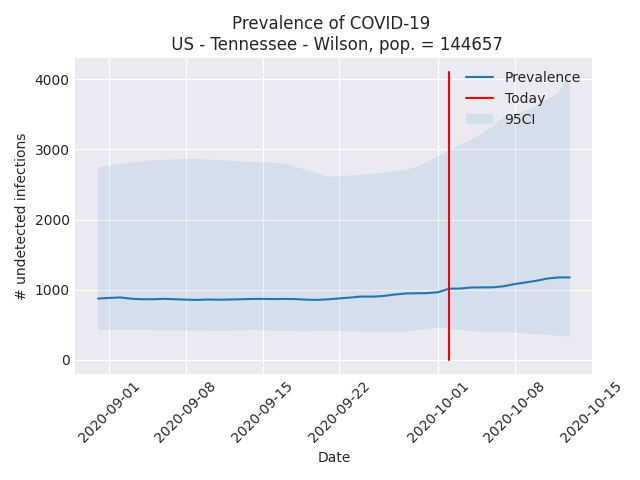 Prevalence of COVID-19
US - Tennessee - Wilson, pop. = 144657
Prevalence
Today
95CI
# undetected infections
4000
3000
2000
1000
0
2020-09-01
2020-09-08
2020-09-15
2020-09-22
2020-10-01
2020-10-08
2020-10-15
Date